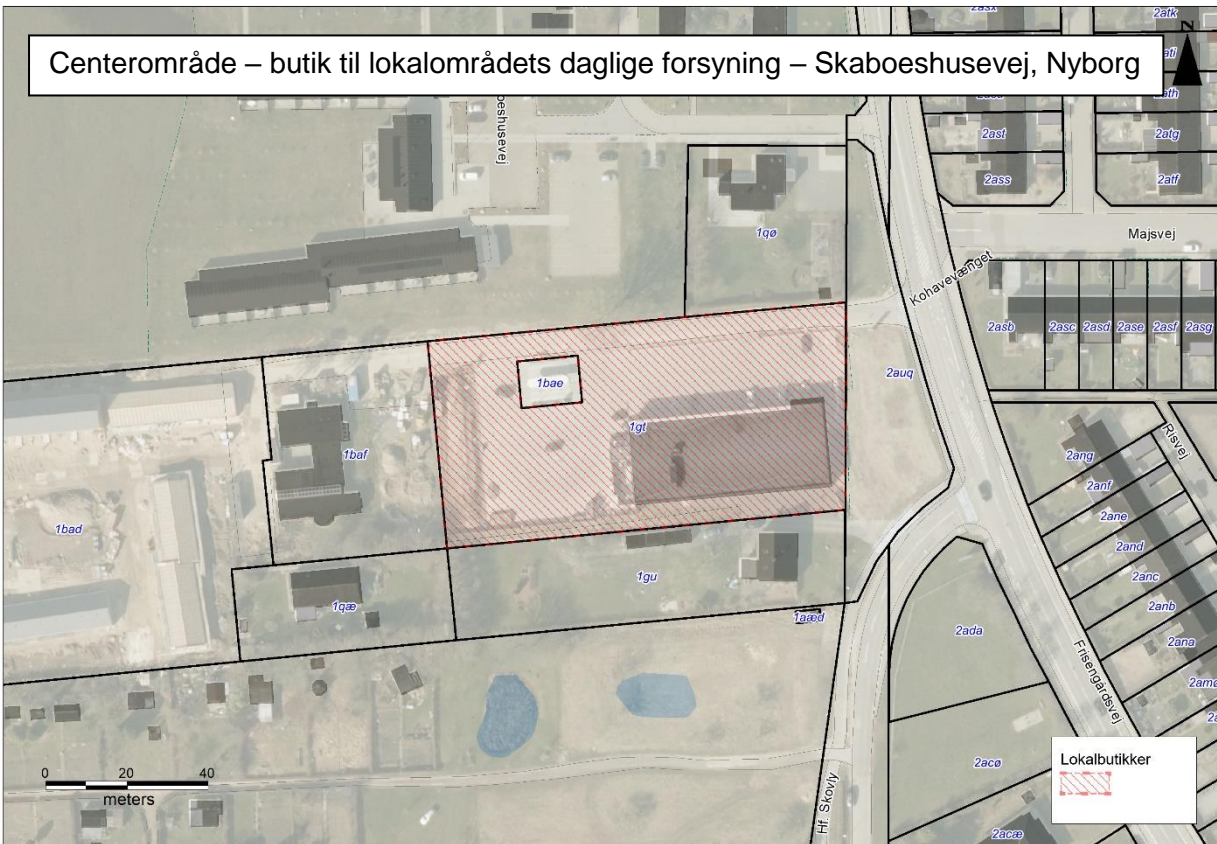 Centerområde – butik til lokalområdets daglige forsyning – Skaboeshusevej, Nyborg
N
2atk
2ath
2ast
2atg
2ass
2atf
1qø
Majsvej
Kohavevænget
2asb
2asc
2asd
2ase
2asf
2asg
1bae
2auq
1gt
1baf
Risvej
2ang
2anf
2ane
2and
2anc
2anb
2ana
1bad
1qæ
1gu
1aæd
2ada
Frisengårdsvej
2acø
2acæ
Hf. Skovly
0 20 40
meters
Lokalbutikker